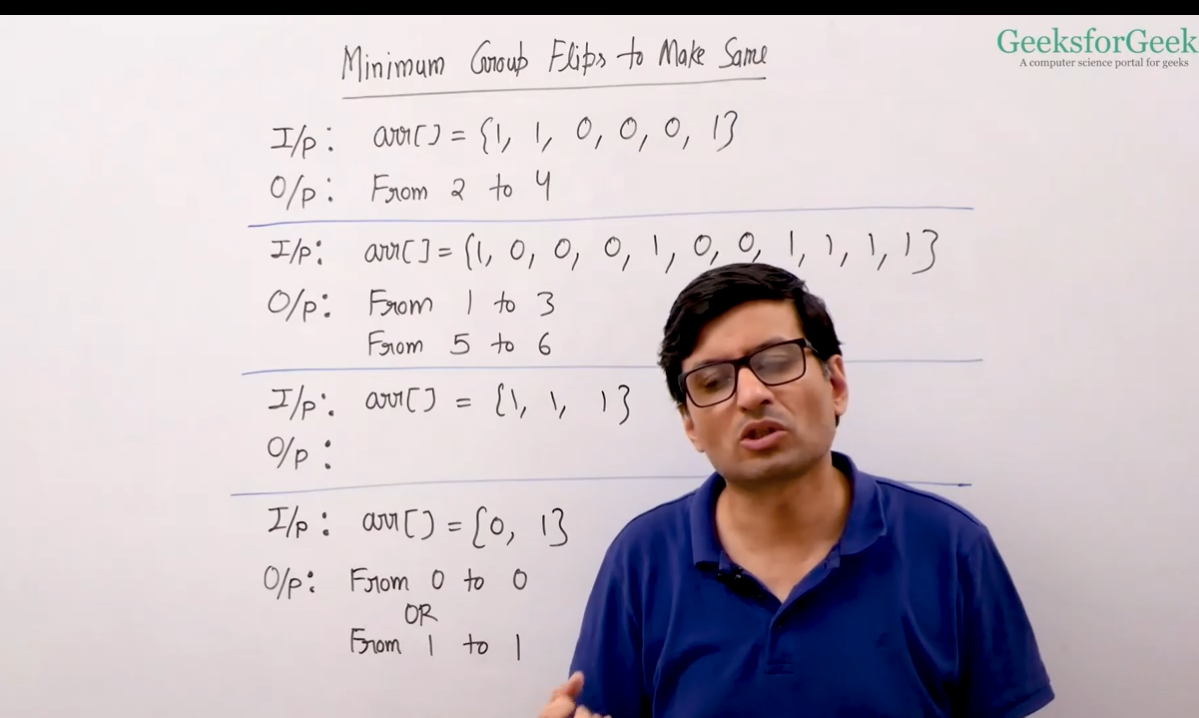 GeeksforGeek
A computer science portal for geeks
Minimum Group Flips to Make Same
I/p: arr[] = {1, 1, 0, 0, 0, 1}
O/p: From 2 to 4
I/p: arr[] = {1, 0, 0, 0, 1, 0, 0, 1, 1, 1, 1}
O/p: From 1 to 3
From 5 to 6
I/p: arr[] = {1, 1, 1}
O/p:
I/p: arr[] = {0, 1}
O/p: From 0 to 0
OR
From 1 to 1